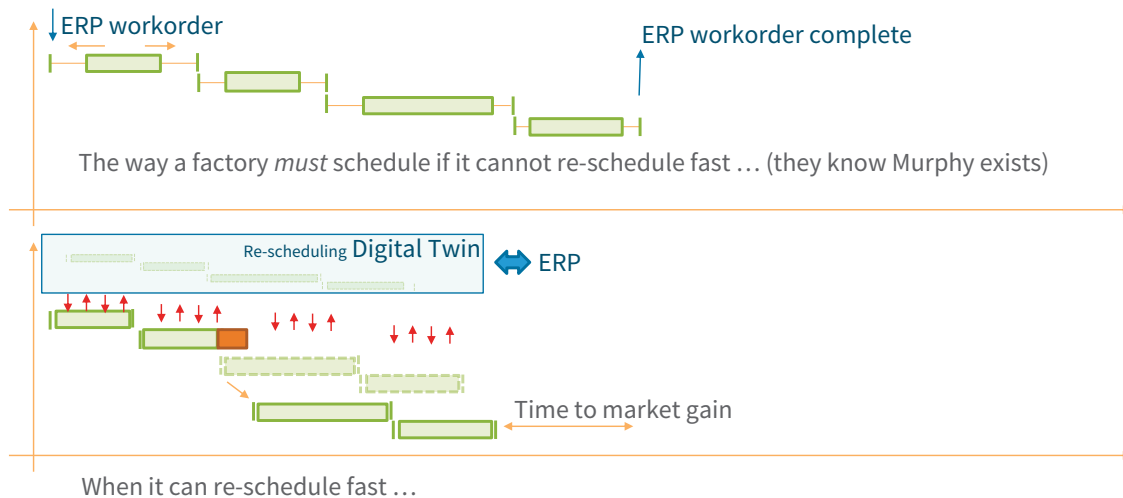 ERP workorder
ERP workorder complete
The way a factory must schedule if it cannot re-schedule fast … (they know Murphy exists)
Re-scheduling Digital Twin
ERP
Time to market gain
When it can re-schedule fast …